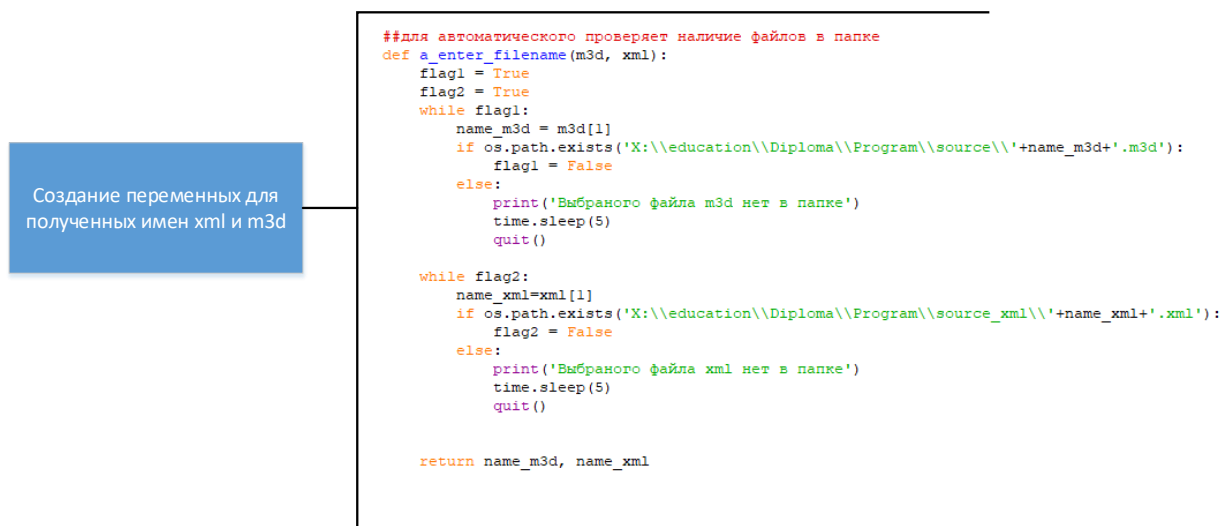 Создание переменных для
полученных имен xml и m3d
##для автоматического проверяет наличие файлов в папке
def a_enter_filename(m3d, xml):
    flag1 = True
    flag2 = True
    while flag1:
        name_m3d = m3d[1]
        if os.path.exists('X:\\education\\Diploma\\Program\\source\\'+name_m3d+'.m3d'):
            flag1 = False
        else:
            print('Выбраного файла m3d нет в папке')
            time.sleep(5)
            quit()
    while flag2:
        name_xml=xml[1]
        if os.path.exists('X:\\education\\Diploma\\Program\\source_xml\\'+name_xml+'.xml'):
            flag2 = False
        else:
            print('Выбраного файла xml нет в папке')
            time.sleep(5)
            quit()
    return name_m3d, name_xml